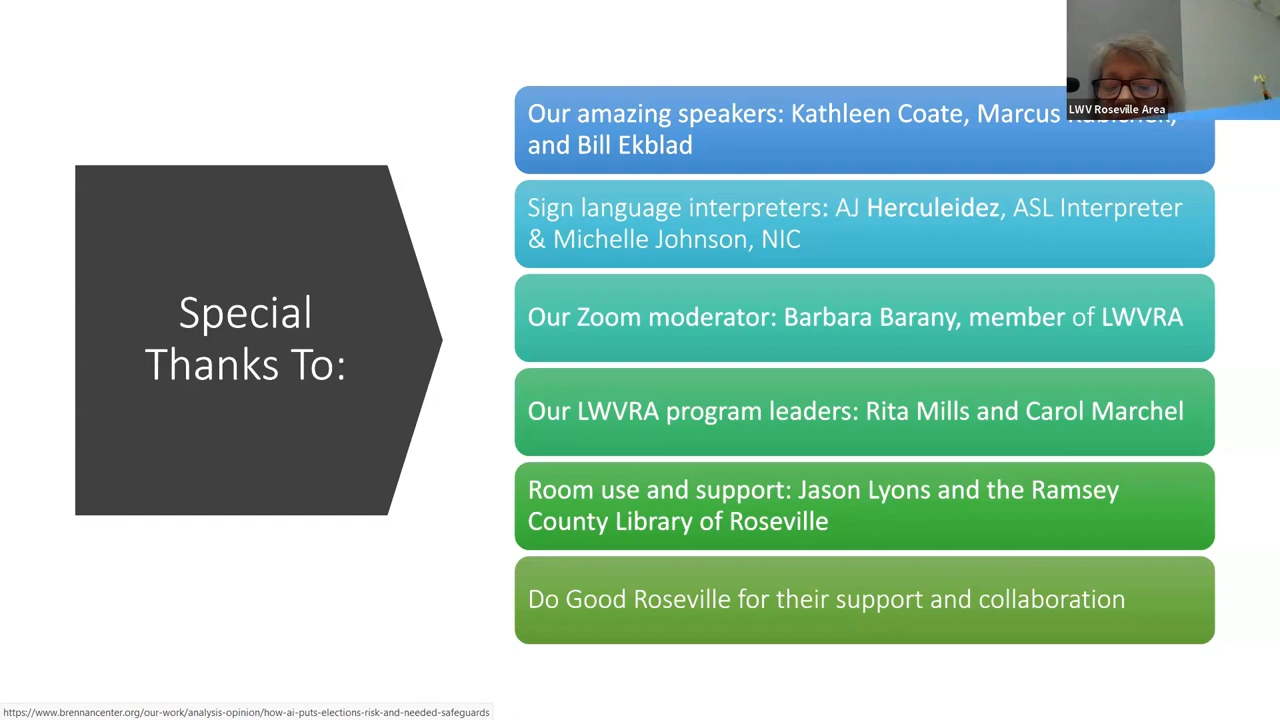 LWV Roseville Area
Special
Thanks To:
Our amazing speakers: Kathleen Coate, Marcus
and Bill Ekblad
Sign language interpreters: AJ Herculeidez, ASL Interpreter
& Michelle Johnson, NIC
Our Zoom moderator: Barbara Barany, member of LWVRA
Our LWVRA program leaders: Rita Mills and Carol Marchel
Room use and support: Jason Lyons and the Ramsey
County Library of Roseville
Do Good Roseville for their support and collaboration
https://www.brennancenter.org/our-work/analysis-opinion/how-ai-puts-elections-risk-and-needed-safeguards